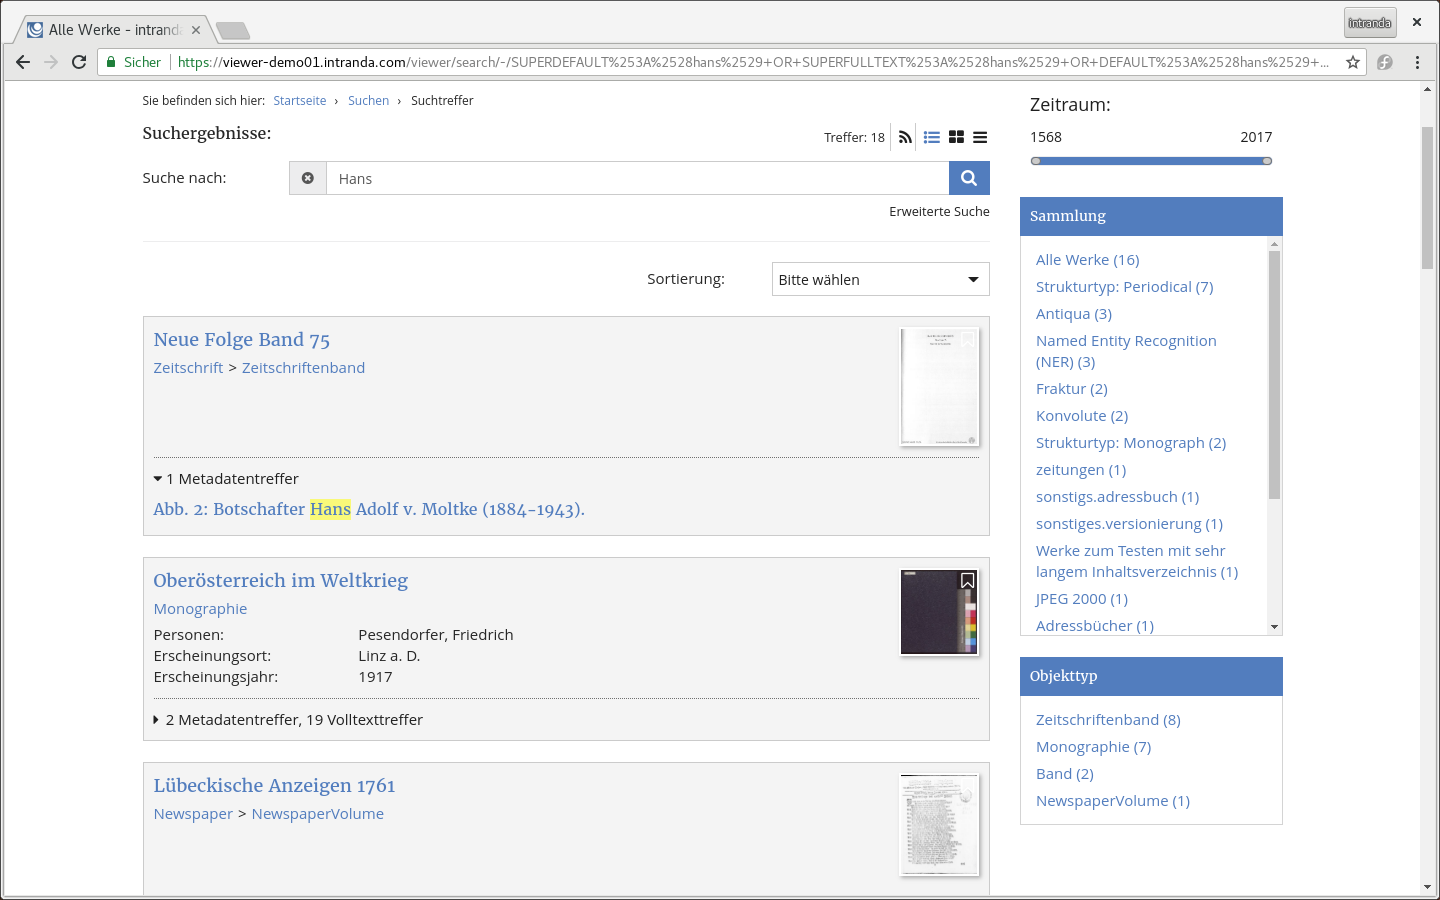 Alle Werke - intranda
intranda
Sicher
https://viewer-demo01.intranda.com/viewer/search/-/SUPERDEFAULT%253A%2528hans%2529+OR+SUPERFULLTEXT%253A%2528hans%2529+OR+DEFAULT%253A%2528hans%2529+...
Sie befinden sich hier: Startseite › Suchen › Suchtreffer
Suchergebnisse:
Treffer: 18
Suche nach:
Hans
Erweiterte Suche
Sortierung:
Bitte wählen
Neue Folge Band 75
Zeitschrift > Zeitschriftenband
1 Metadatentreffer
Abb. 2: Botschafter Hans Adolf v. Moltke (1884-1943).
Oberösterreich im Weltkrieg
Monographie
Personen: Pesendorfer, Friedrich
Erscheinungsort: Linz a. D.
Erscheinungsjahr: 1917
2 Metadatentreffer, 19 Volltexttreffer
Lübeckische Anzeigen 1761
Newspaper > NewspaperVolume
Zeitraum:
1568 2017
Sammlung
Alle Werke (16)
Strukturtyp: Periodical (7)
Antiqua (3)
Named Entity Recognition
(NER) (3)
Fraktur (2)
Konvolute (2)
Strukturtyp: Monograph (2)
zeitungen (1)
sonstigs.adressbuch (1)
sonstiges.versionierung (1)
Werke zum Testen mit sehr
langem Inhaltsverzeichnis (1)
JPEG 2000 (1)
Adressbücher (1)
Objekttyp
Zeitschriftenband (8)
Monographie (7)
Band (2)
NewspaperVolume (1)